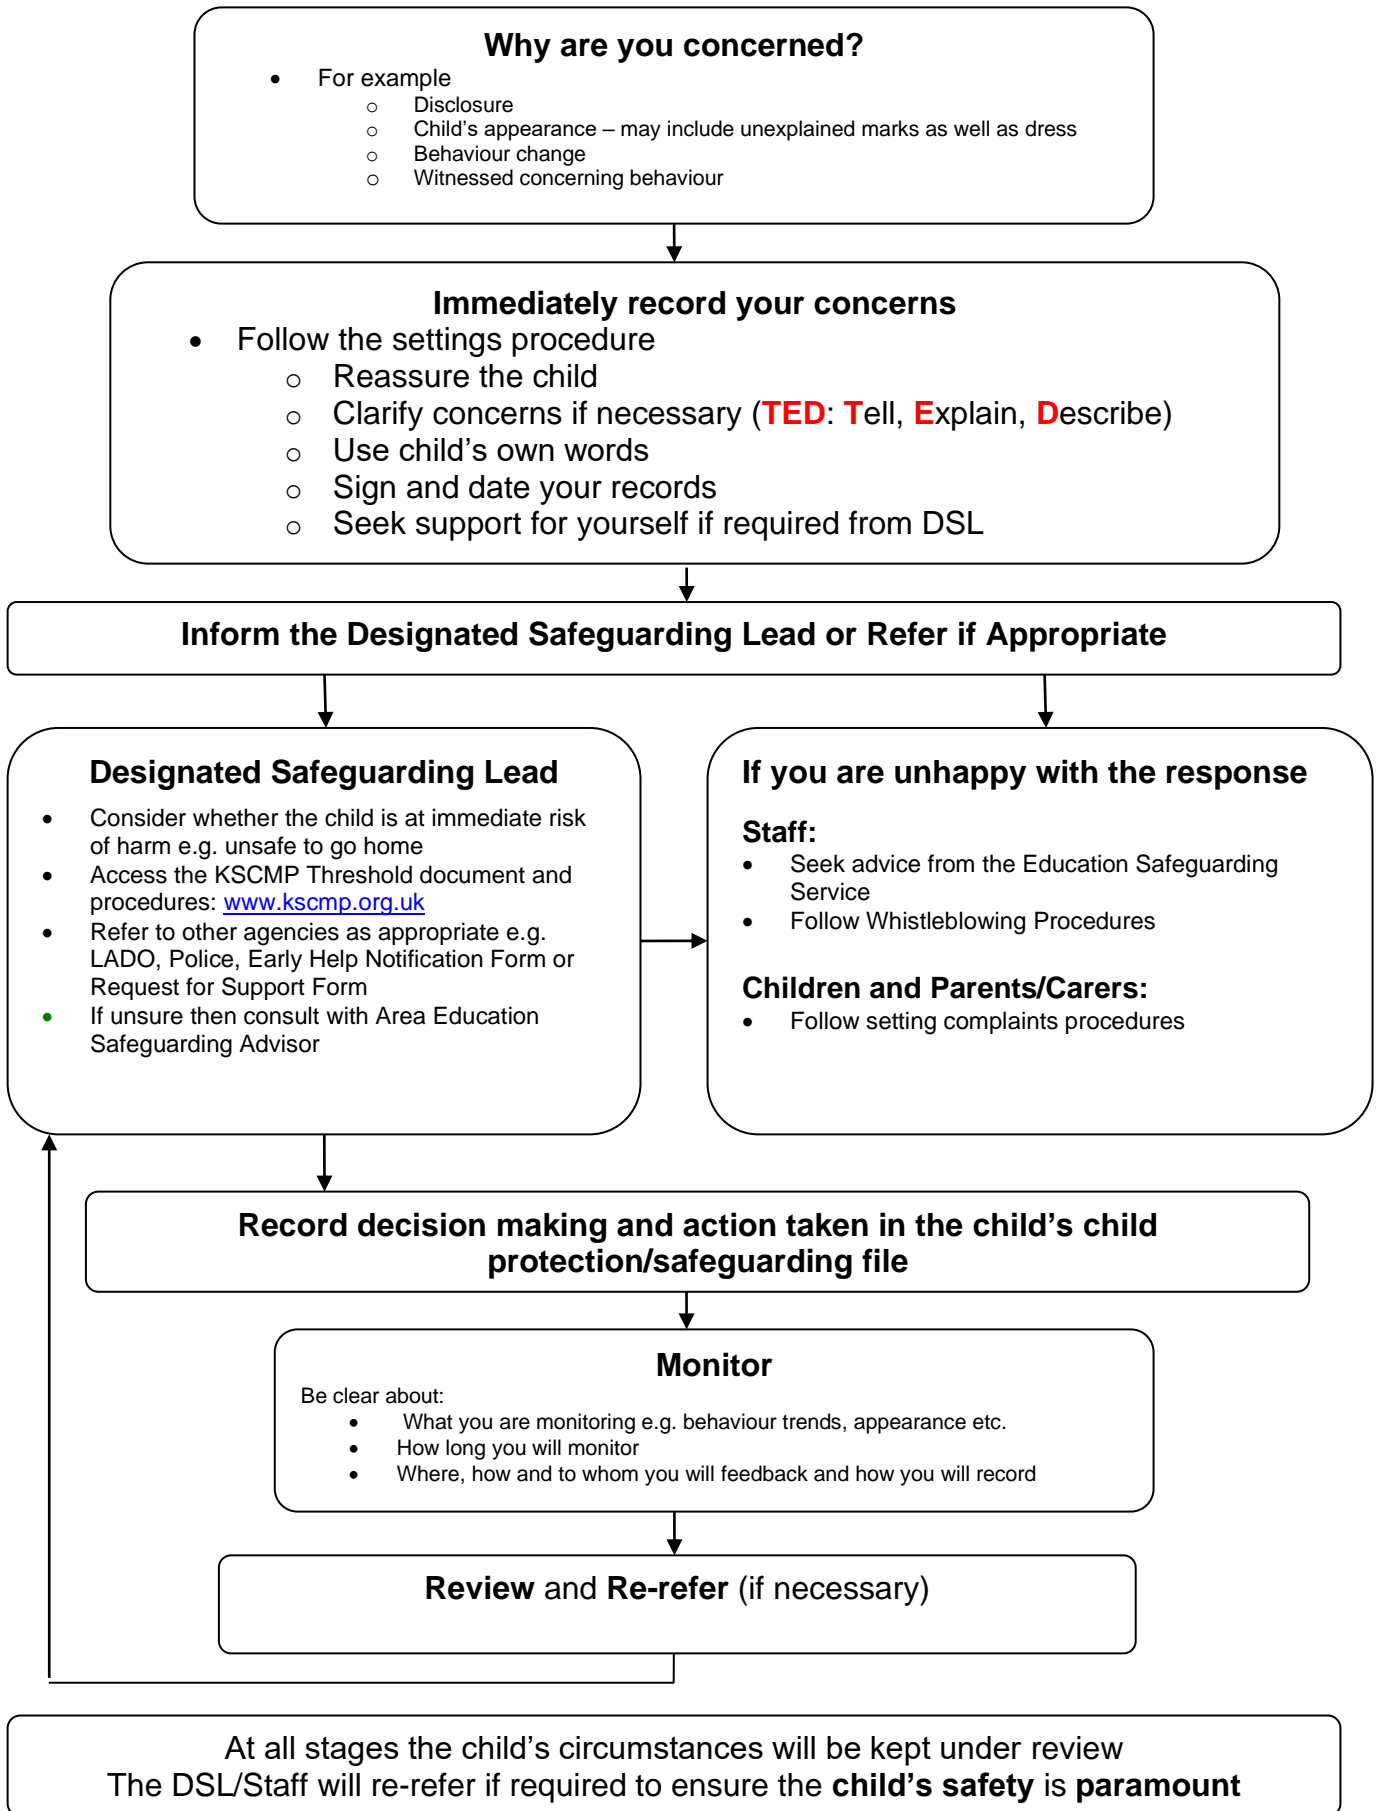 Why are you concerned?
• For example
o Disclosure
o Child’s appearance – may include unexplained marks as well as dress
o Behaviour change
o Witnessed concerning behaviour
Immediately record your concerns
• Follow the settings procedure
o Reassure the child
o Clarify concerns if necessary (TED: Tell, Explain, Describe)
o Use child’s own words
o Sign and date your records
o Seek support for yourself if required from DSL
Inform the Designated Safeguarding Lead or Refer if Appropriate
Designated Safeguarding Lead
• Consider whether the child is at immediate risk
of harm e.g. unsafe to go home
• Access the KSCMP Threshold document and
procedures: www.kscmp.org.uk
• Refer to other agencies as appropriate e.g.
LADO, Police, Early Help Notification Form or
Request for Support Form
• If unsure then consult with Area Education
Safeguarding Advisor
If you are unhappy with the response
Staff:
• Seek advice from the Education Safeguarding
Service
• Follow Whistleblowing Procedures
Children and Parents/Carers:
• Follow setting complaints procedures
Record decision making and action taken in the child’s child
protection/safeguarding file
Monitor
Be clear about:
• What you are monitoring e.g. behaviour trends, appearance etc.
• How long you will monitor
• Where, how and to whom you will feedback and how you will record
Review and Re-refer (if necessary)
At all stages the child’s circumstances will be kept under review
The DSL/Staff will re-refer if required to ensure the child’s safety is paramount